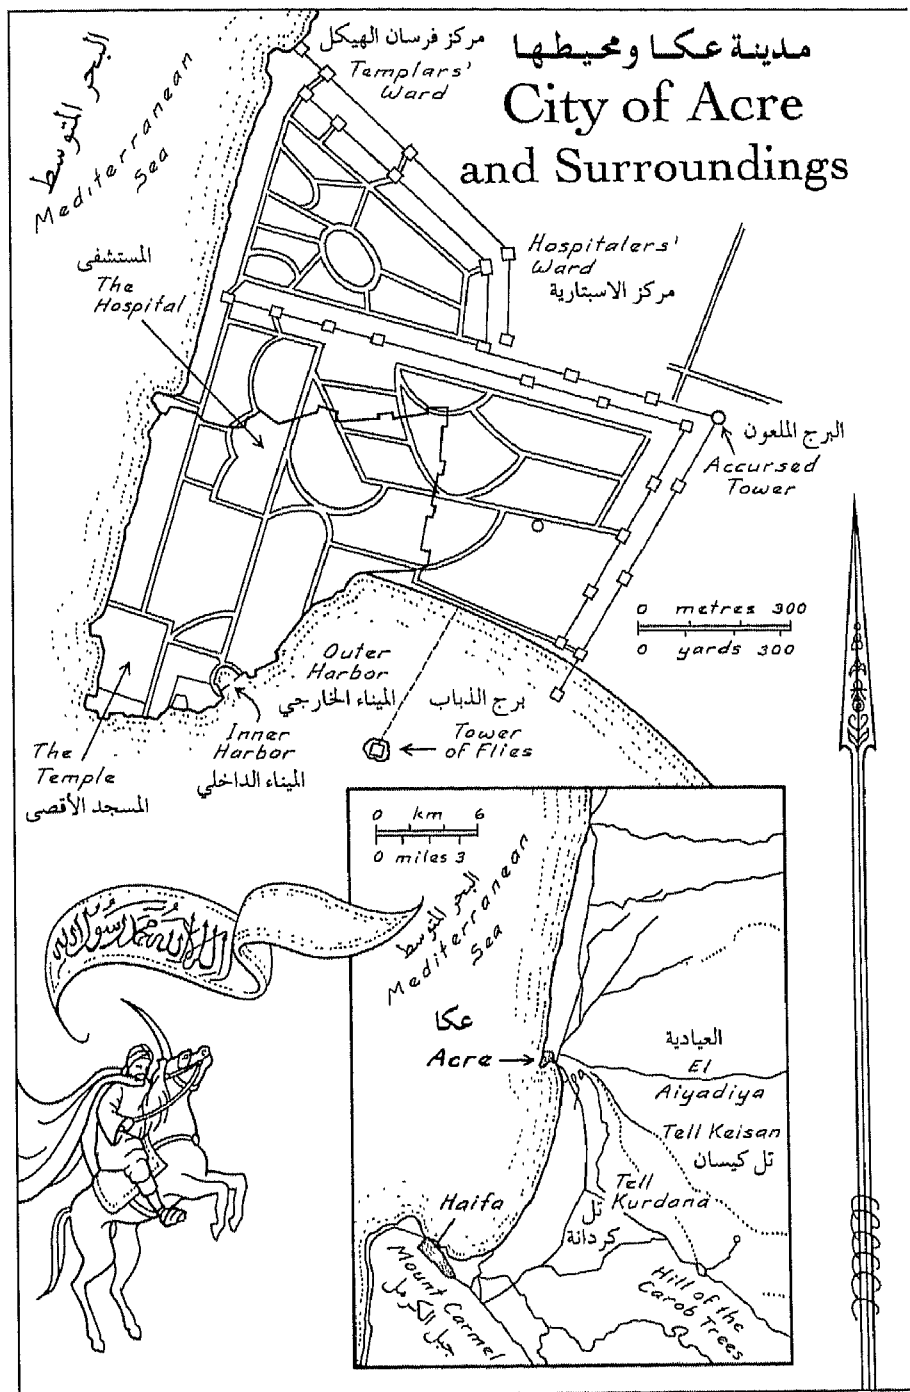 مدينة عكا ومحيطها
City of Acre
and Surroundings
البحر المتوسط
Mediterranean
Sea
مركز فرسان الهيكل
Templars'
Ward
Hospitalers'
Ward
مركز الاسبتارية
المستشفى
The
Hospital
البرج الملعون
Accursed
Tower
0 metres 300
0 yards 300
Outer
Harbor
الميناء الخارجي
برج الذباب
Tower
of Flies
Inner
Harbor
الميناء الداخلي
The
Temple
المسجد الأقصى
0 km 6
0 miles 3
البحر المتوسط
Mediterranean
Sea
عكا
Acre
العيادية
El
Aiyadiya
Tell Keisan
تل كيسان
Tell
Kurdana
تل
كردانة
Haifa
Mount Carmel
جبل الكرمل
Hill of the
Carob Trees